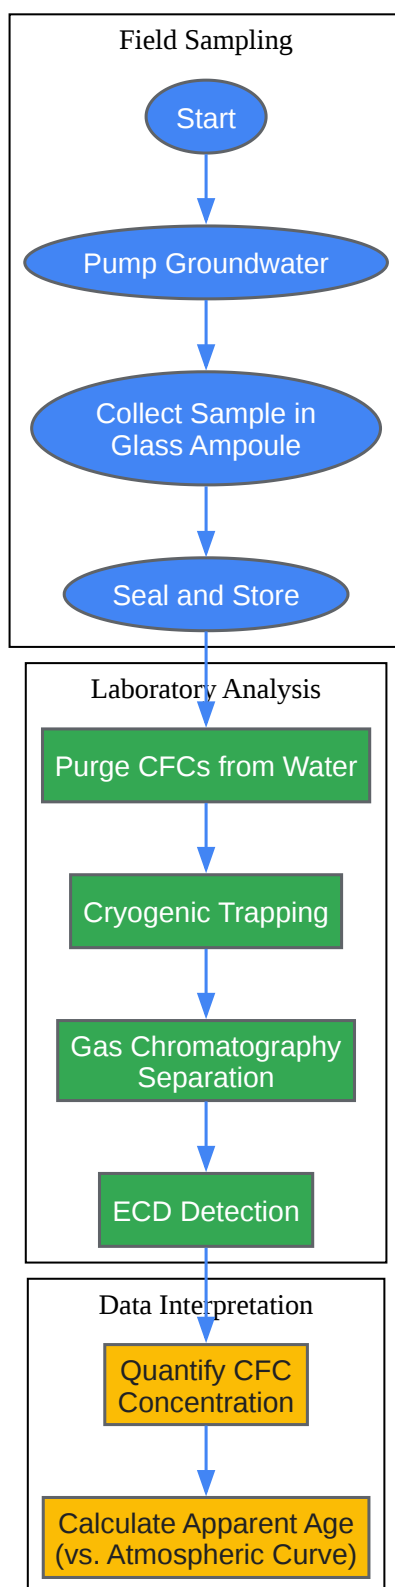 Field Sampling
Start
Pump Groundwater
Collect Sample in
Glass Ampoule
Seal and Store
Laboratory Analysis
Purge CFCs from Water
Cryogenic Trapping
Gas Chromatography
Separation
ECD Detection
Data Interpretation
Quantify CFC
Concentration
Calculate Apparent Age
(vs. Atmospheric Curve)